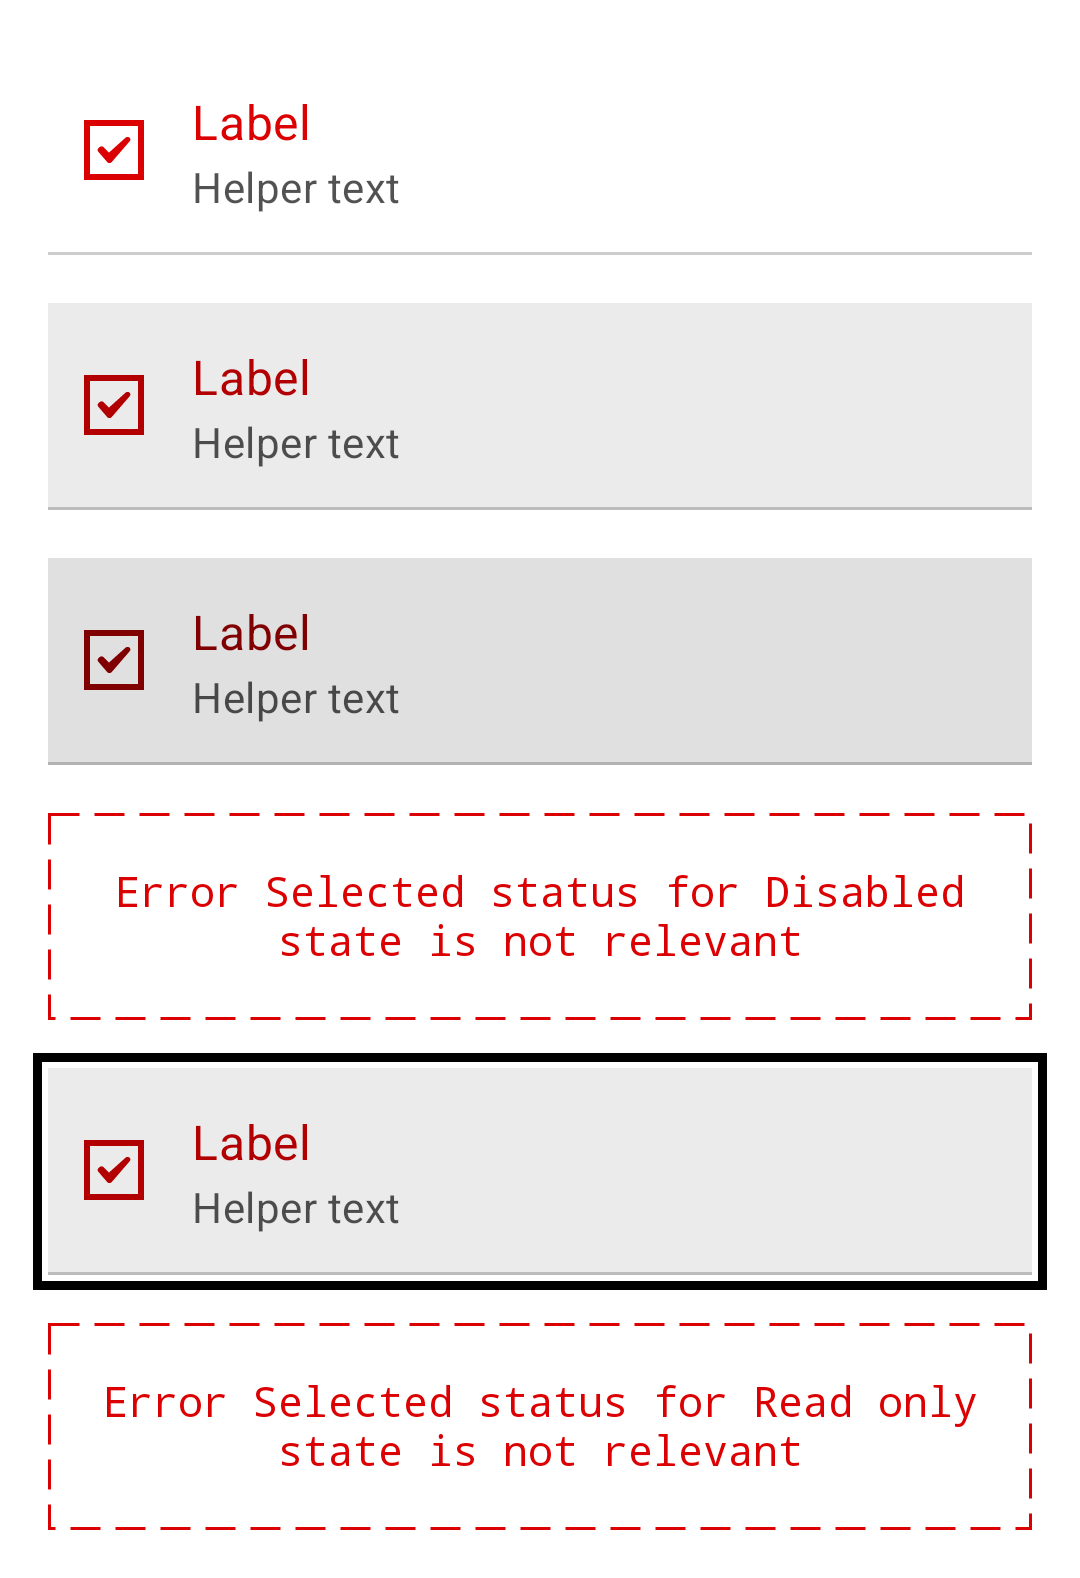 Label
Helper text
Label
Helper text
Label
Helper text
Error Selected status for Disabled
state is not relevant
Label
Helper text
Error Selected status for Read only
state is not relevant